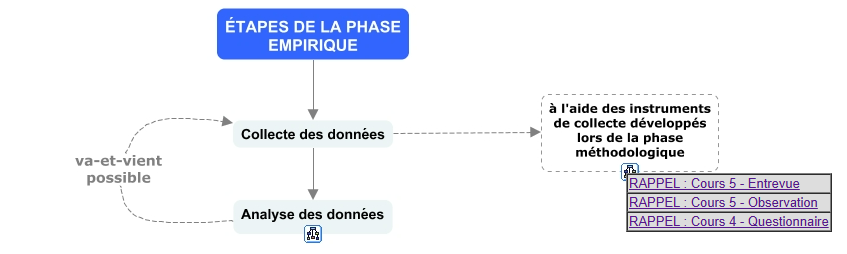 ÉTAPES DE LA PHASE
EMPIRIQUE
à l'aide des instruments
de collecte développés
lors de la phase
méthodologique
Collecte des données
va-et-vient
possible
RAPPEL : Cours 5 - Entrevue
RAPPEL : Cours 5 - Observation
RAPPEL : Cours 4 - Questionnaire
Analyse des données